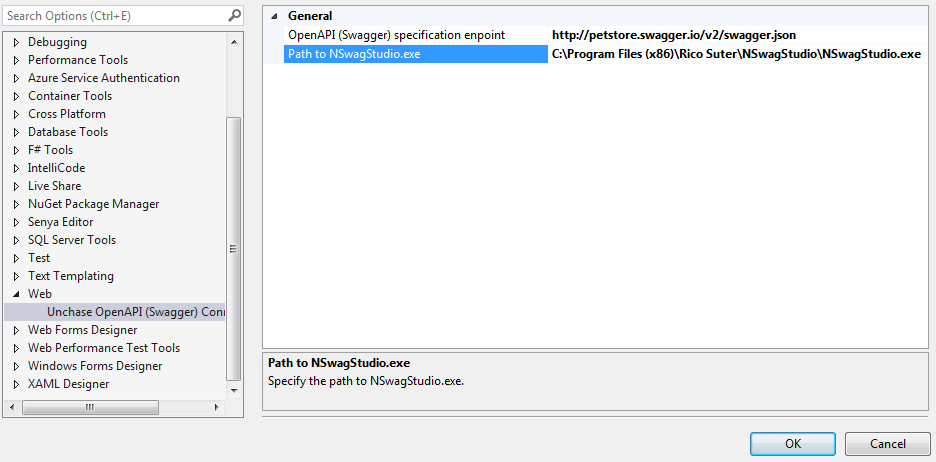 Search Options (Ctrl+E)
Debugging
Performance Tools
Azure Service Authentication
Container Tools
Cross Platform
Database Tools
F# Tools
IntelliCode
Live Share
NuGet Package Manager
Senya Editor
SQL Server Tools
Test
Text Templating
Web
Unchase OpenAPI (Swagger) Conn
Web Forms Designer
Web Performance Test Tools
Windows Forms Designer
XAML Designer
General
OpenAPI (Swagger) specification enpoint http://petstore.swagger.io/v2/swagger.json
Path to NSwagStudio.exe C:\Program Files (x86)\Rico Suter\NSwagStudio\NSwagStudio.exe
Path to NSwagStudio.exe
Specify the path to NSwagStudio.exe.
OK Cancel